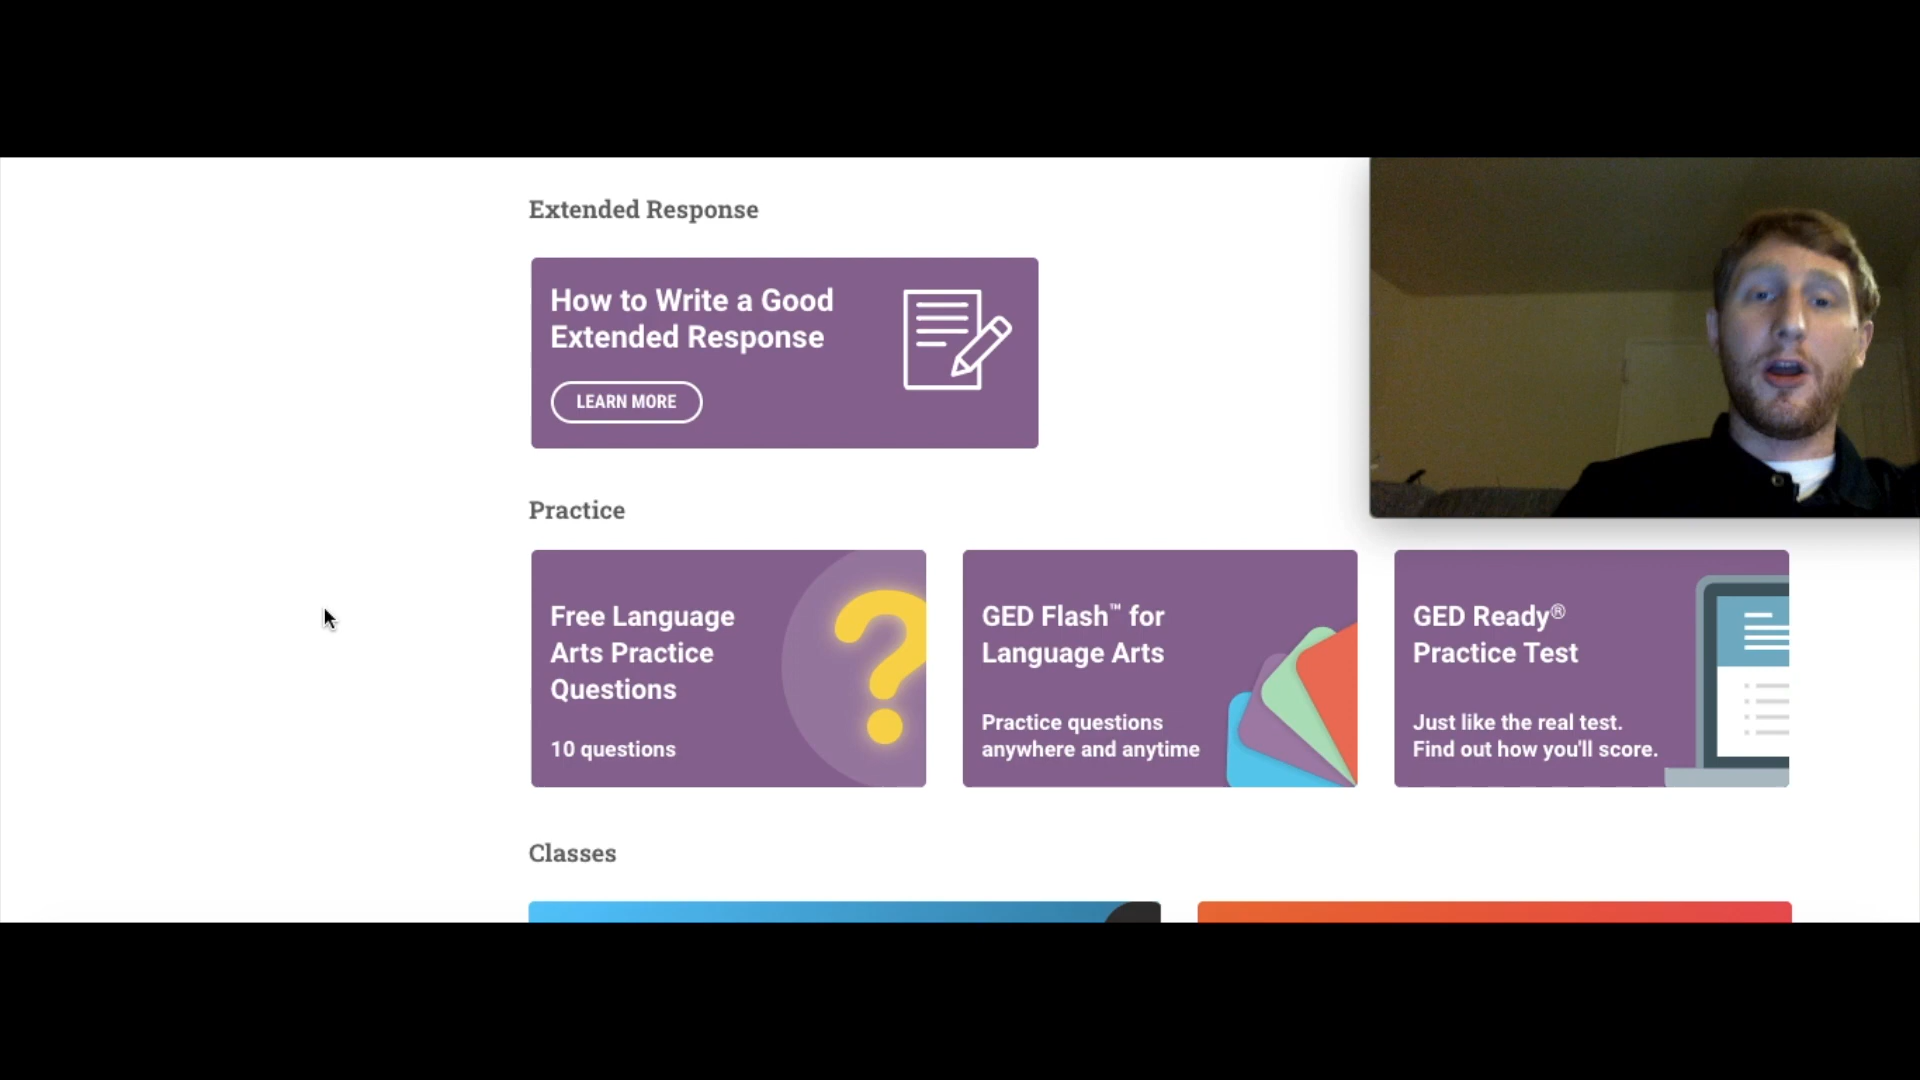 Extended Response
How to Write a Good
Extended Response
LEARN MORE
Practice
Free Language
Arts Practice
Questions
10 questions
GED Flash™ for
Language Arts
Practice questions
anywhere and anytime
GED Ready®
Practice Test
Just like the real test.
Find out how you'll score.
Classes